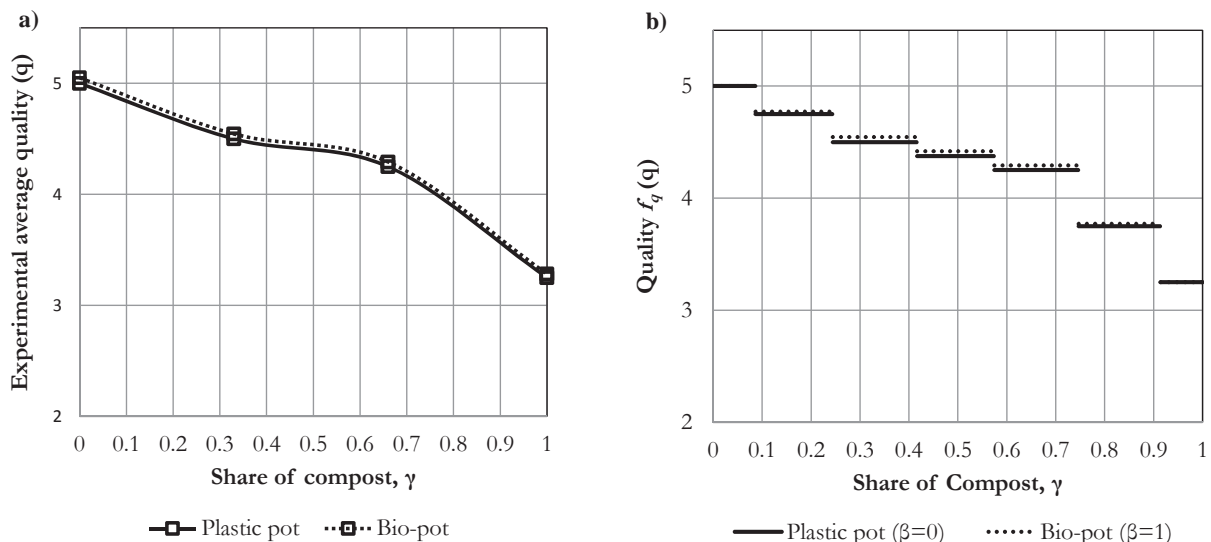 a)
Experimental average quality (q)
5
4
3
2
0 0.1 0.2 0.3 0.4 0.5 0.6 0.7 0.8 0.9 1
Share of compost, γ
Plastic pot Bio-pot
b)
Quality f_q (q)
5
4
3
2
0 0.1 0.2 0.3 0.4 0.5 0.6 0.7 0.8 0.9 1
Share of Compost, γ
Plastic pot (β=0) Bio-pot (β=1)